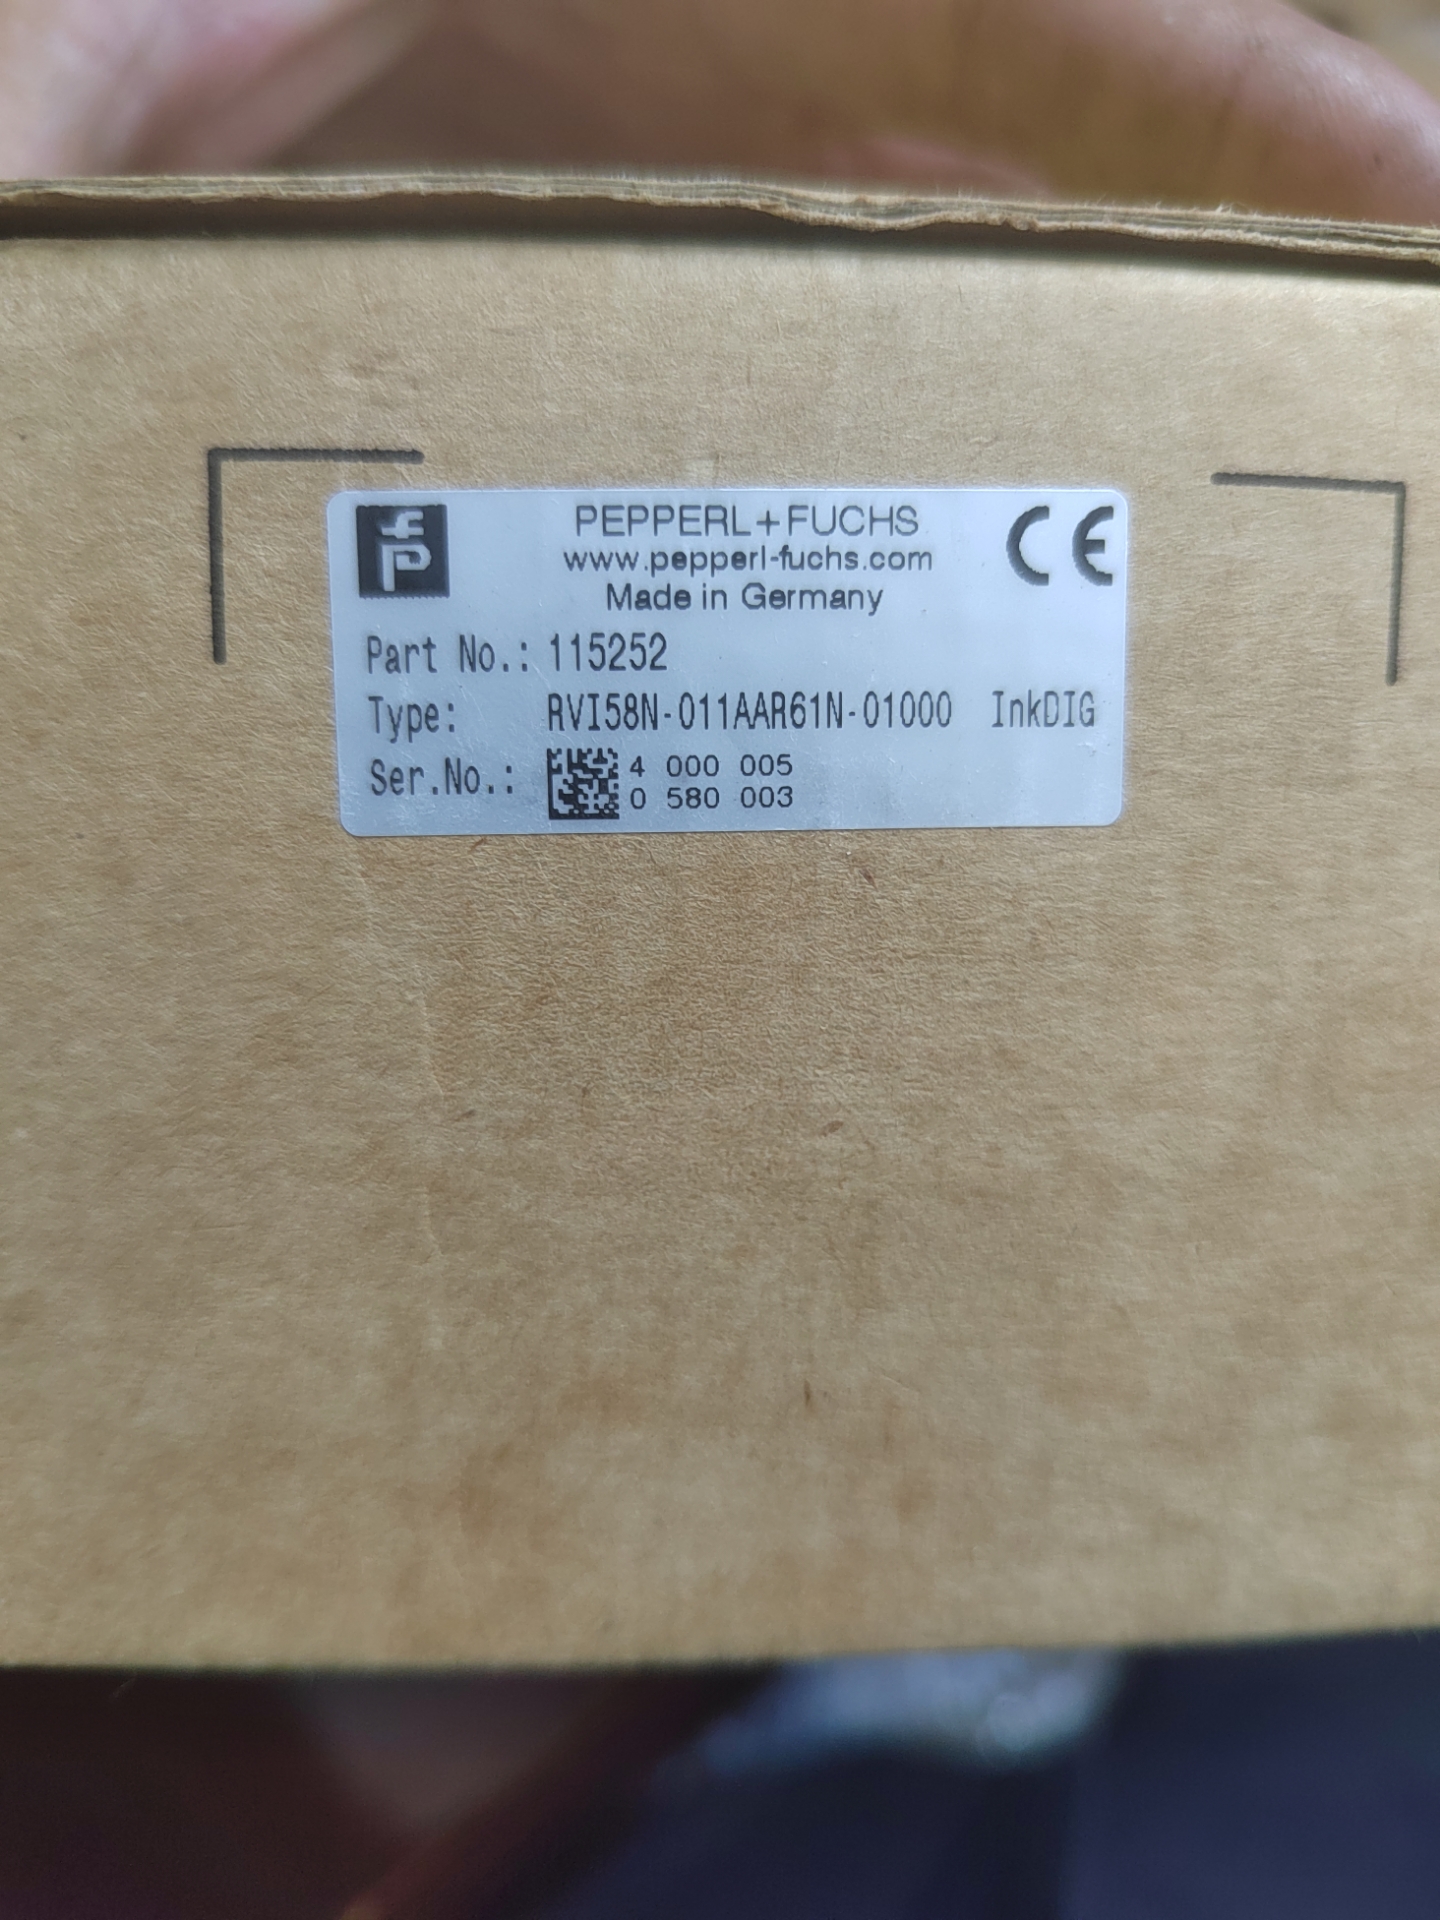 PEPPERL+FUCHS
www.pepperl-fuchs.com
Made in Germany
CE
Part No.: 115252
Type: RVI58N-011AAR61N-01000 InkDIG
Ser.No.: 4 000 005
0 580 003